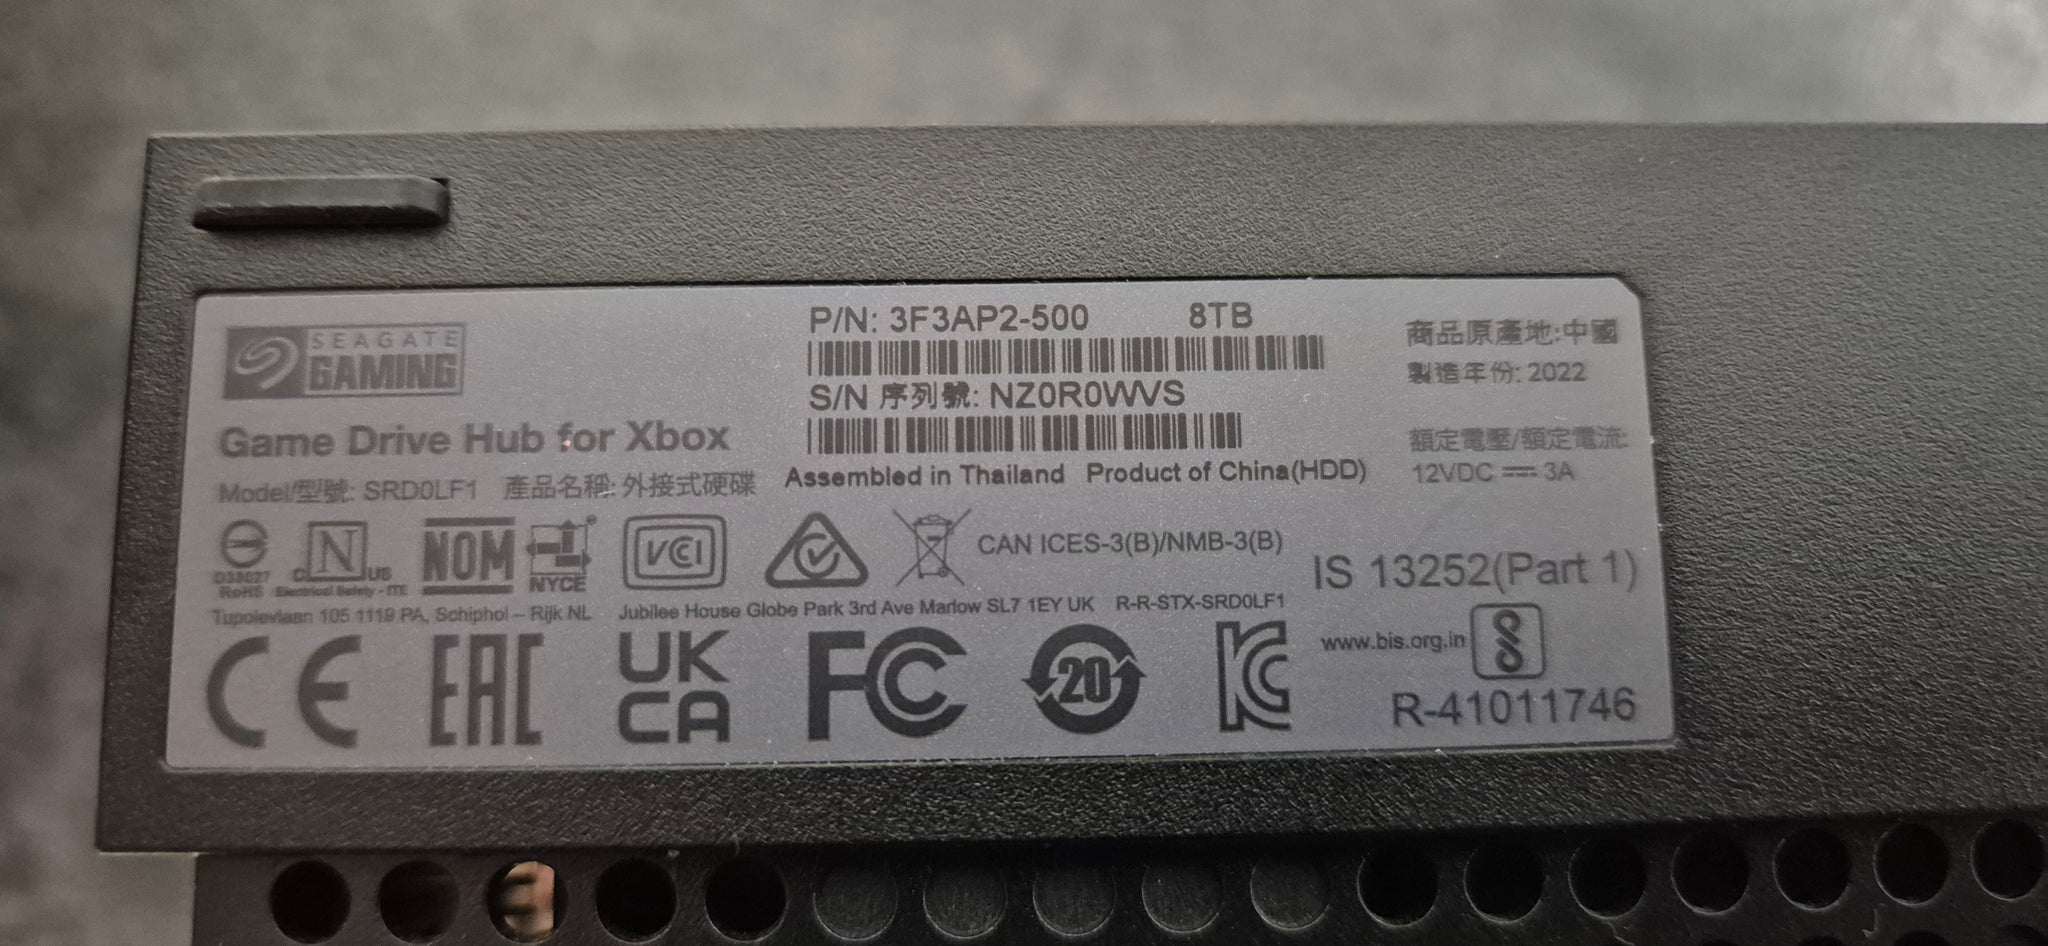 SEAGATE
GAMING
Game Drive Hub for Xbox
Model/型號: SRD0LF1 產品名稱: 外接式硬碟
P/N: 3F3AP2-500 8TB
S/N 序列號: NZ0R0WVS
Assembled in Thailand Product of China(HDD)
商品原產地:中國
製造年份: 2022
額定電壓/額定電流:
12VDC ⎓ 3A
D33027
RoHS
C N US
Electrical Safety - ITE
NOM
NYCE
VCI
CAN ICES-3(B)/NMB-3(B)
IS 13252(Part 1)
Tupolevlaan 105 1119 PA, Schiphol – Rijk NL Jubilee House Globe Park 3rd Ave Marlow SL7 1EY UK R-R-STX-SRD0LF1
www.bis.org.in
CE EAC UK CA FC 20 KC
R-41011746